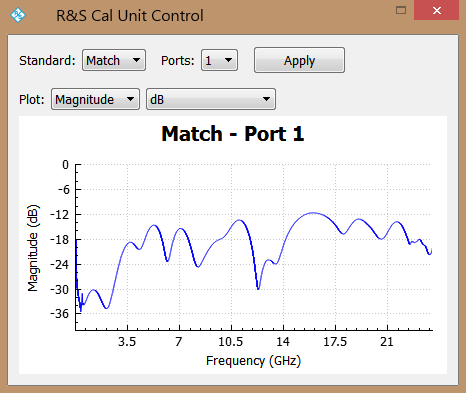 R&S Cal Unit Control
Standard: Match Ports: 1 Apply
Plot: Magnitude dB
Match - Port 1
0
-6
-12
-18
-24
-30
-36
Magnitude (dB)
3.5 7 10.5 14 17.5 21
Frequency (GHz)